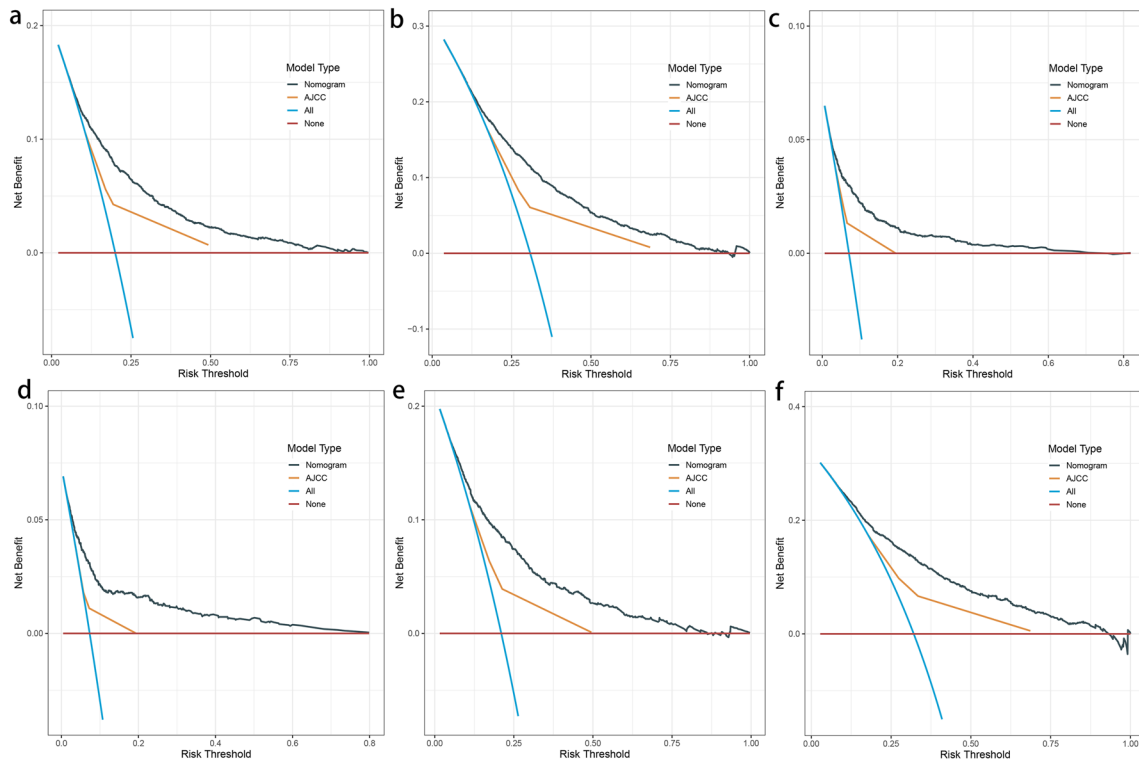 a
0.2
0.1
0.0
Net Benefit
Model Type
Nomogram
AJCC
All
None
0.00
0.25
0.50
0.75
1.00
Risk Threshold
b
0.3
0.2
0.1
0.0
−0.1
Net Benefit
Model Type
Nomogram
AJCC
All
None
0.00
0.25
0.50
0.75
1.00
Risk Threshold
c
0.10
0.05
0.00
Net Benefit
Model Type
Nomogram
AJCC
All
None
0.0
0.2
0.4
0.6
0.8
Risk Threshold
d
0.10
0.05
0.00
Net Benefit
Model Type
Nomogram
AJCC
All
None
0.0
0.2
0.4
0.6
0.8
Risk Threshold
e
0.2
0.1
0.0
Net Benefit
Model Type
Nomogram
AJCC
All
None
0.00
0.25
0.50
0.75
1.00
Risk Threshold
f
0.4
0.2
0.0
Net Benefit
Model Type
Nomogram
AJCC
All
None
0.00
0.25
0.50
0.75
1.00
Risk Threshold